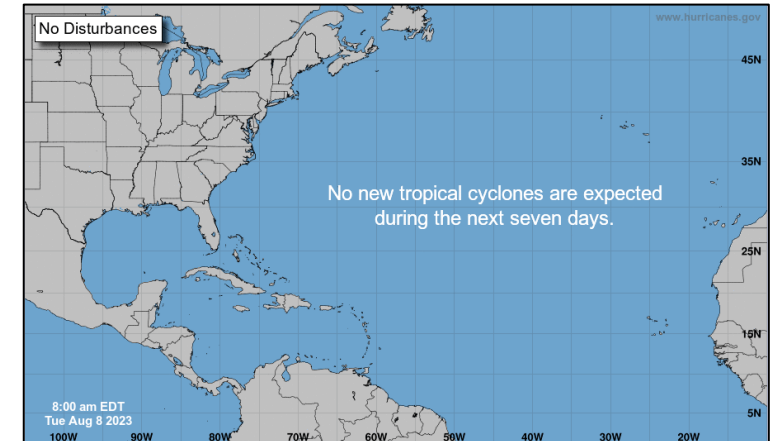 No Disturbances
www.hurricanes.gov
45N
35N
No new tropical cyclones are expected
during the next seven days.
25N
15N
8:00 am EDT
Tue Aug 8 2023
5N
100W 90W 80W 70W 60W 50W 40W 30W 20W